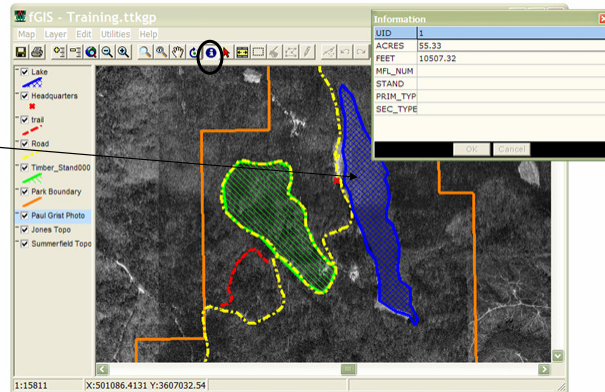 fGIS - Training.ttkgp
Map Layer Edit Utilities Help
Lake
Headquarters
trail
Road
Timber_Stand000
Park Boundary
Paul Grist Photo
Jones Topo
Summerfield Topo
1:15811
X:501086.4131 Y:3607032.54
Information
UID 1
ACRES 55.33
FEET 10507.32
MFL_NUM
STAND
PRIM_TYP
SEC_TYPE
OK Cancel